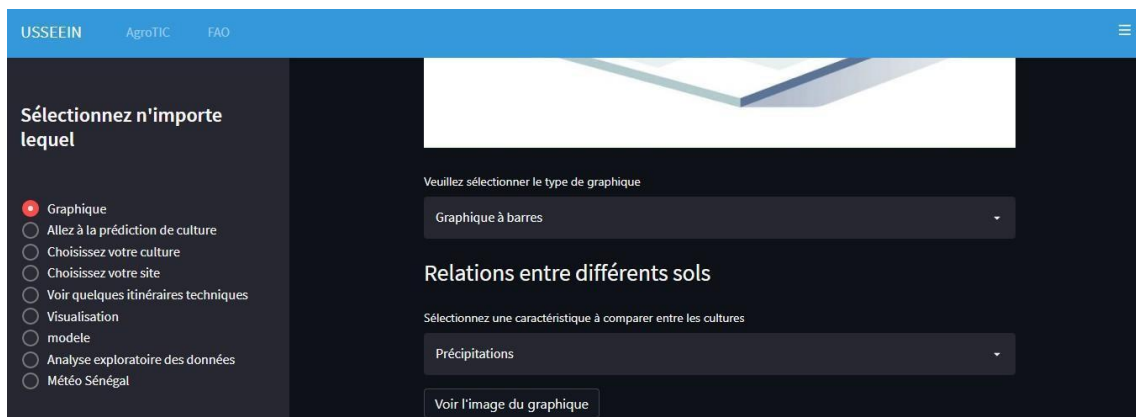 USSEEIN AgroTIC FAO
Sélectionnez n'importe
lequel
Graphique
Allez à la prédiction de culture
Choisissez votre culture
Choisissez votre site
Voir quelques itinéraires techniques
Visualisation
modele
Analyse exploratoire des données
Météo Sénégal
Veuillez sélectionner le type de graphique
Graphique à barres
Relations entre différents sols
Sélectionnez une caractéristique à comparer entre les cultures
Précipitations
Voir l'image du graphique